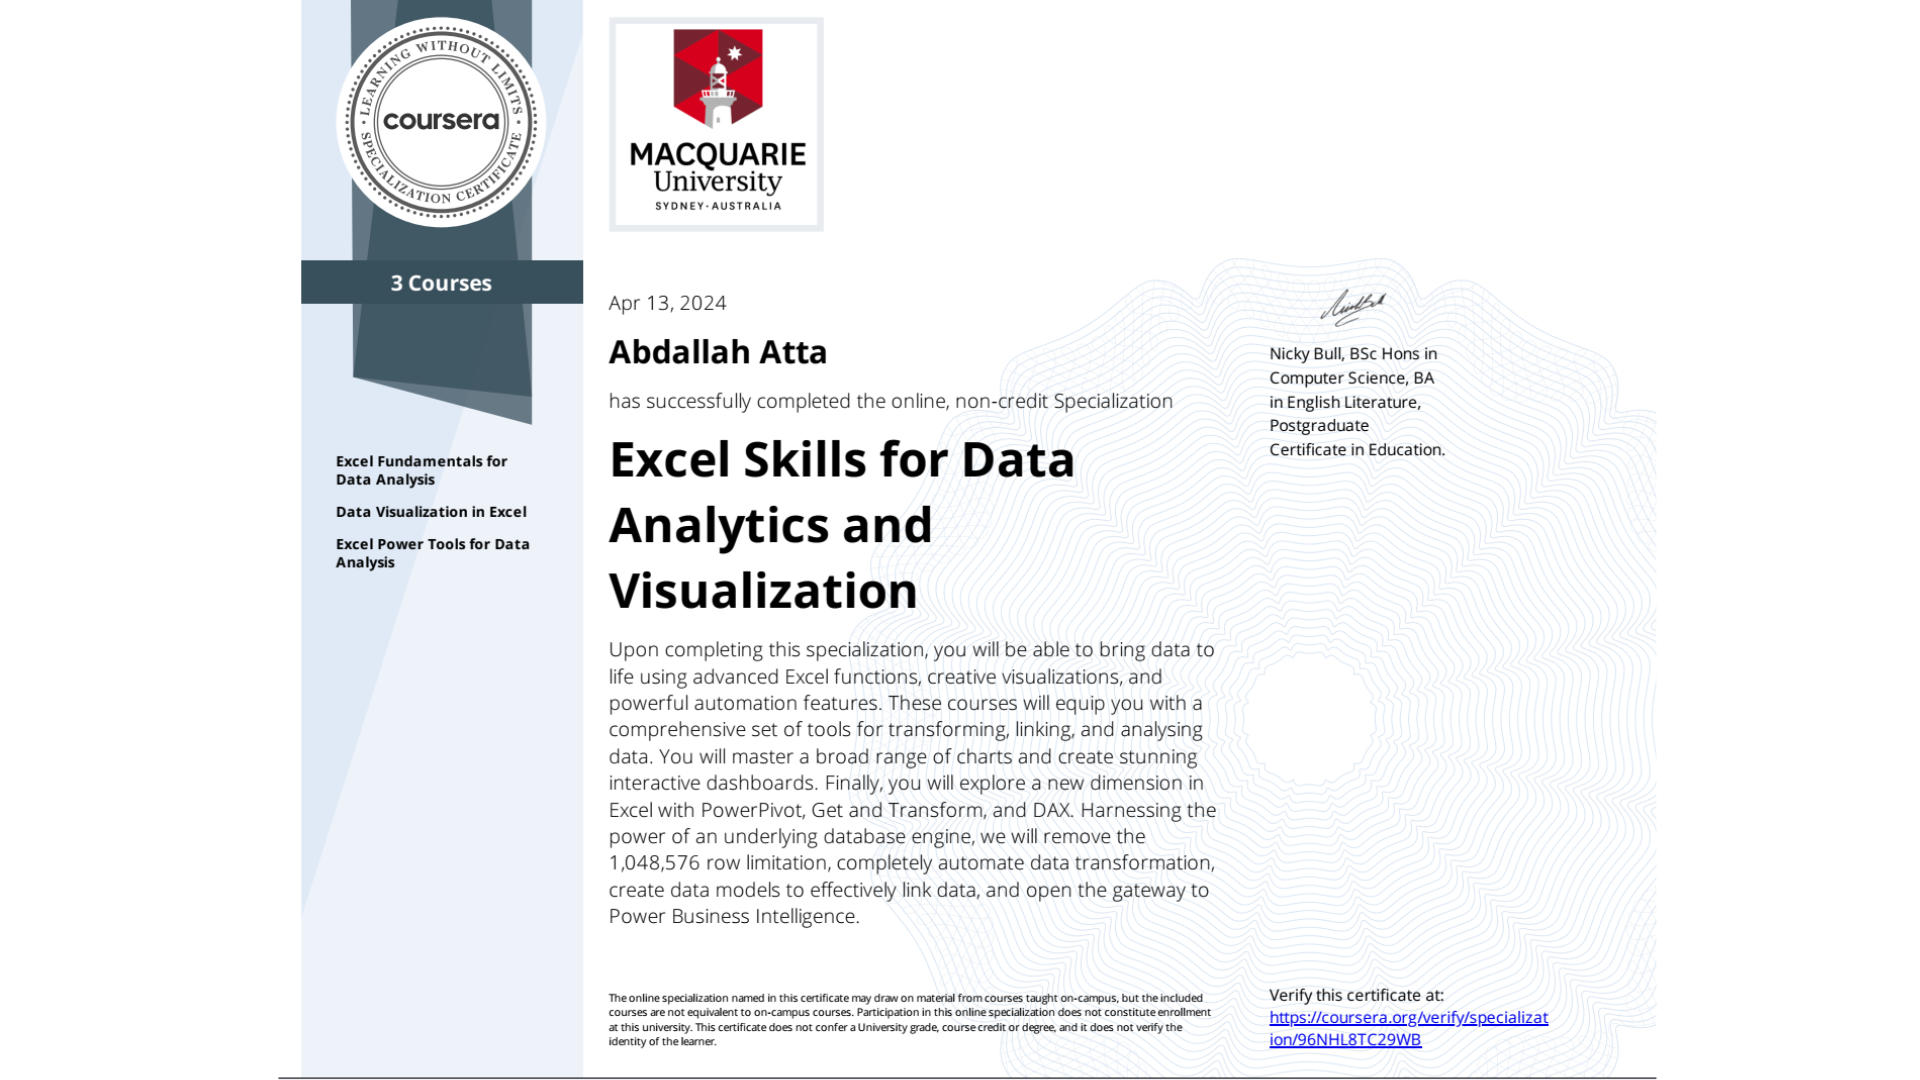 LEARNING WITHOUT LIMITS
coursera
SPECIALIZATION CERTIFICATE
MACQUARIE
University
SYDNEY·AUSTRALIA
3 Courses
Excel Fundamentals for
Data Analysis
Data Visualization in Excel
Excel Power Tools for Data
Analysis
Apr 13, 2024
Abdallah Atta
has successfully completed the online, non-credit Specialization
Excel Skills for Data
Analytics and
Visualization
Upon completing this specialization, you will be able to bring data to
life using advanced Excel functions, creative visualizations, and
powerful automation features. These courses will equip you with a
comprehensive set of tools for transforming, linking, and analysing
data. You will master a broad range of charts and create stunning
interactive dashboards. Finally, you will explore a new dimension in
Excel with PowerPivot, Get and Transform, and DAX. Harnessing the
power of an underlying database engine, we will remove the
1,048,576 row limitation, completely automate data transformation,
create data models to effectively link data, and open the gateway to
Power Business Intelligence.
Nicky Bull, BSc Hons in
Computer Science, BA
in English Literature,
Postgraduate
Certificate in Education.
The online specialization named in this certificate may draw on material from courses taught on-campus, but the included
courses are not equivalent to on-campus courses. Participation in this online specialization does not constitute enrollment
at this university. This certificate does not confer a University grade, course credit or degree, and it does not verify the
identity of the learner.
Verify this certificate at:
https://coursera.org/verify/specializat
ion/96NHL8TC29WB